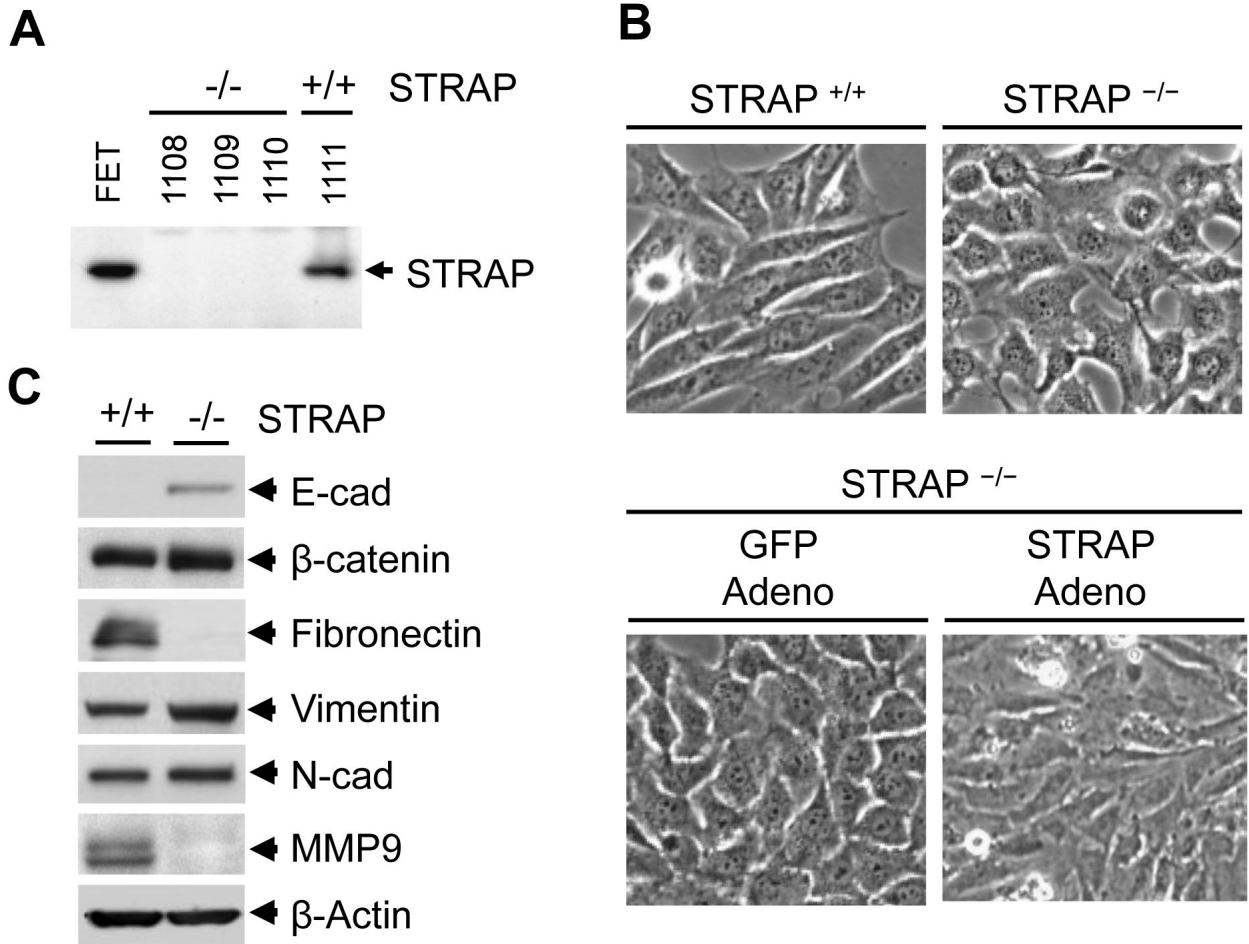 A
-/- +/+ STRAP
FET 1108 1109 1110 1111
STRAP
B
STRAP +/+ STRAP −/−
STRAP −/−
GFP STRAP
Adeno Adeno
C
+/+ -/- STRAP
E-cad
β-catenin
Fibronectin
Vimentin
N-cad
MMP9
β-Actin